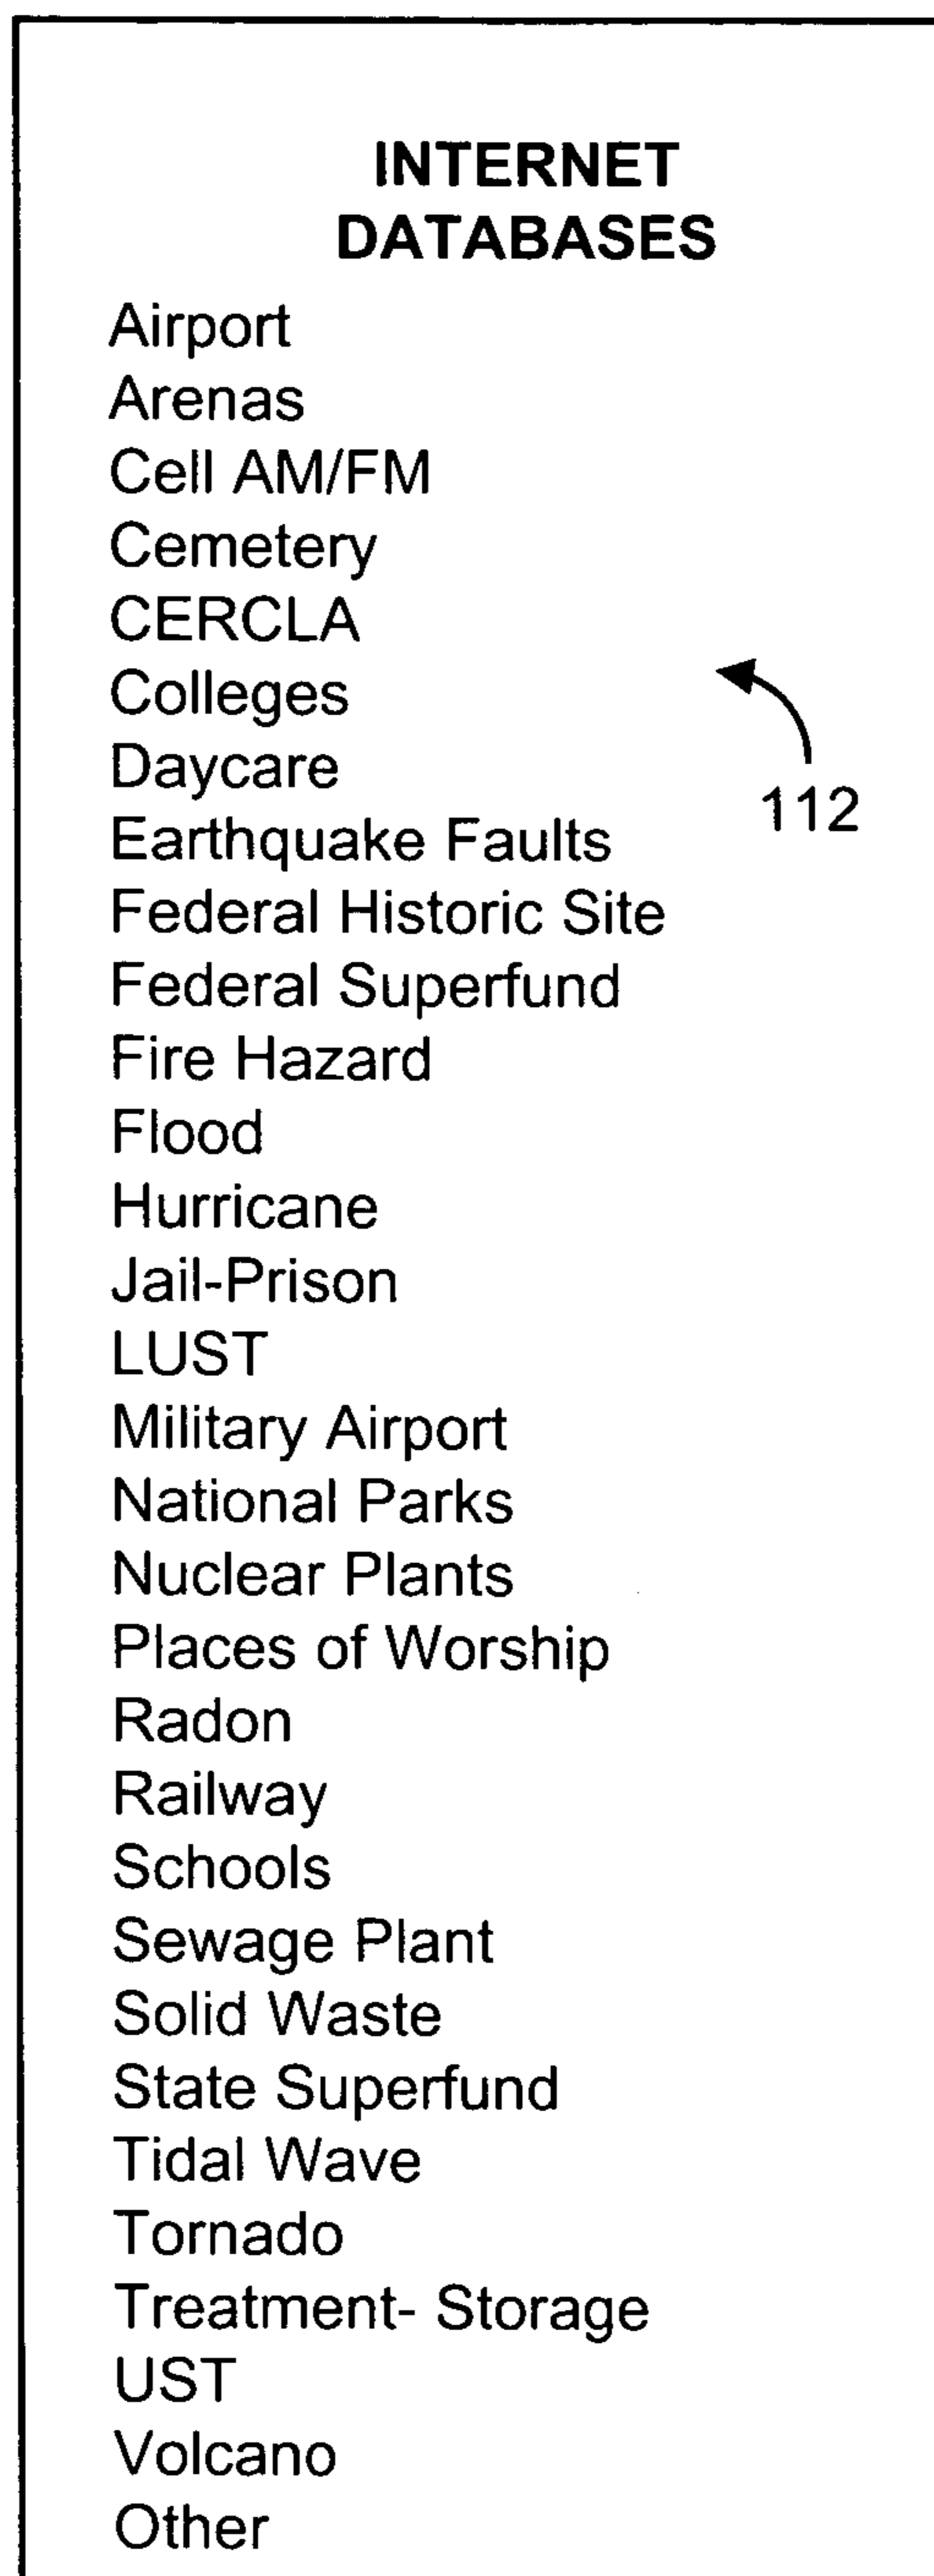 INTERNET
DATABASES
Airport
Arenas
Cell AM/FM
Cemetery
CERCLA
Colleges
Daycare
112
Earthquake Faults
Federal Historic Site
Federal Superfund
Fire Hazard
Flood
Hurricane
Jail-Prison
LUST
Military Airport
National Parks
Nuclear Plants
Places of Worship
Radon
Railway
Schools
Sewage Plant
Solid Waste
State Superfund
Tidal Wave
Tornado
Treatment- Storage
UST
Volcano
Other